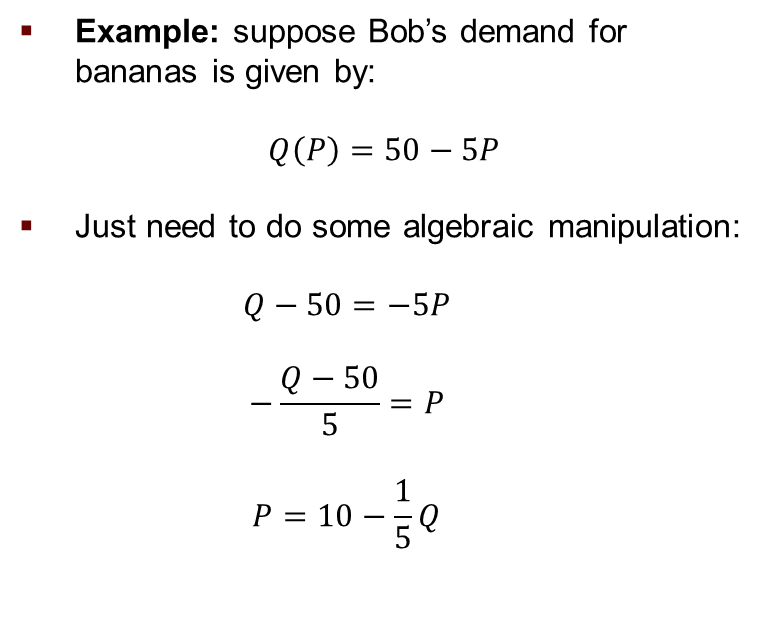 ▪ Example: suppose Bob’s demand for
bananas is given by:
𝑄(𝑃) = 50 − 5𝑃
▪ Just need to do some algebraic manipulation:
𝑄 − 50 = −5𝑃
−(𝑄 − 50)/5 = 𝑃
𝑃 = 10 − 1/5 𝑄